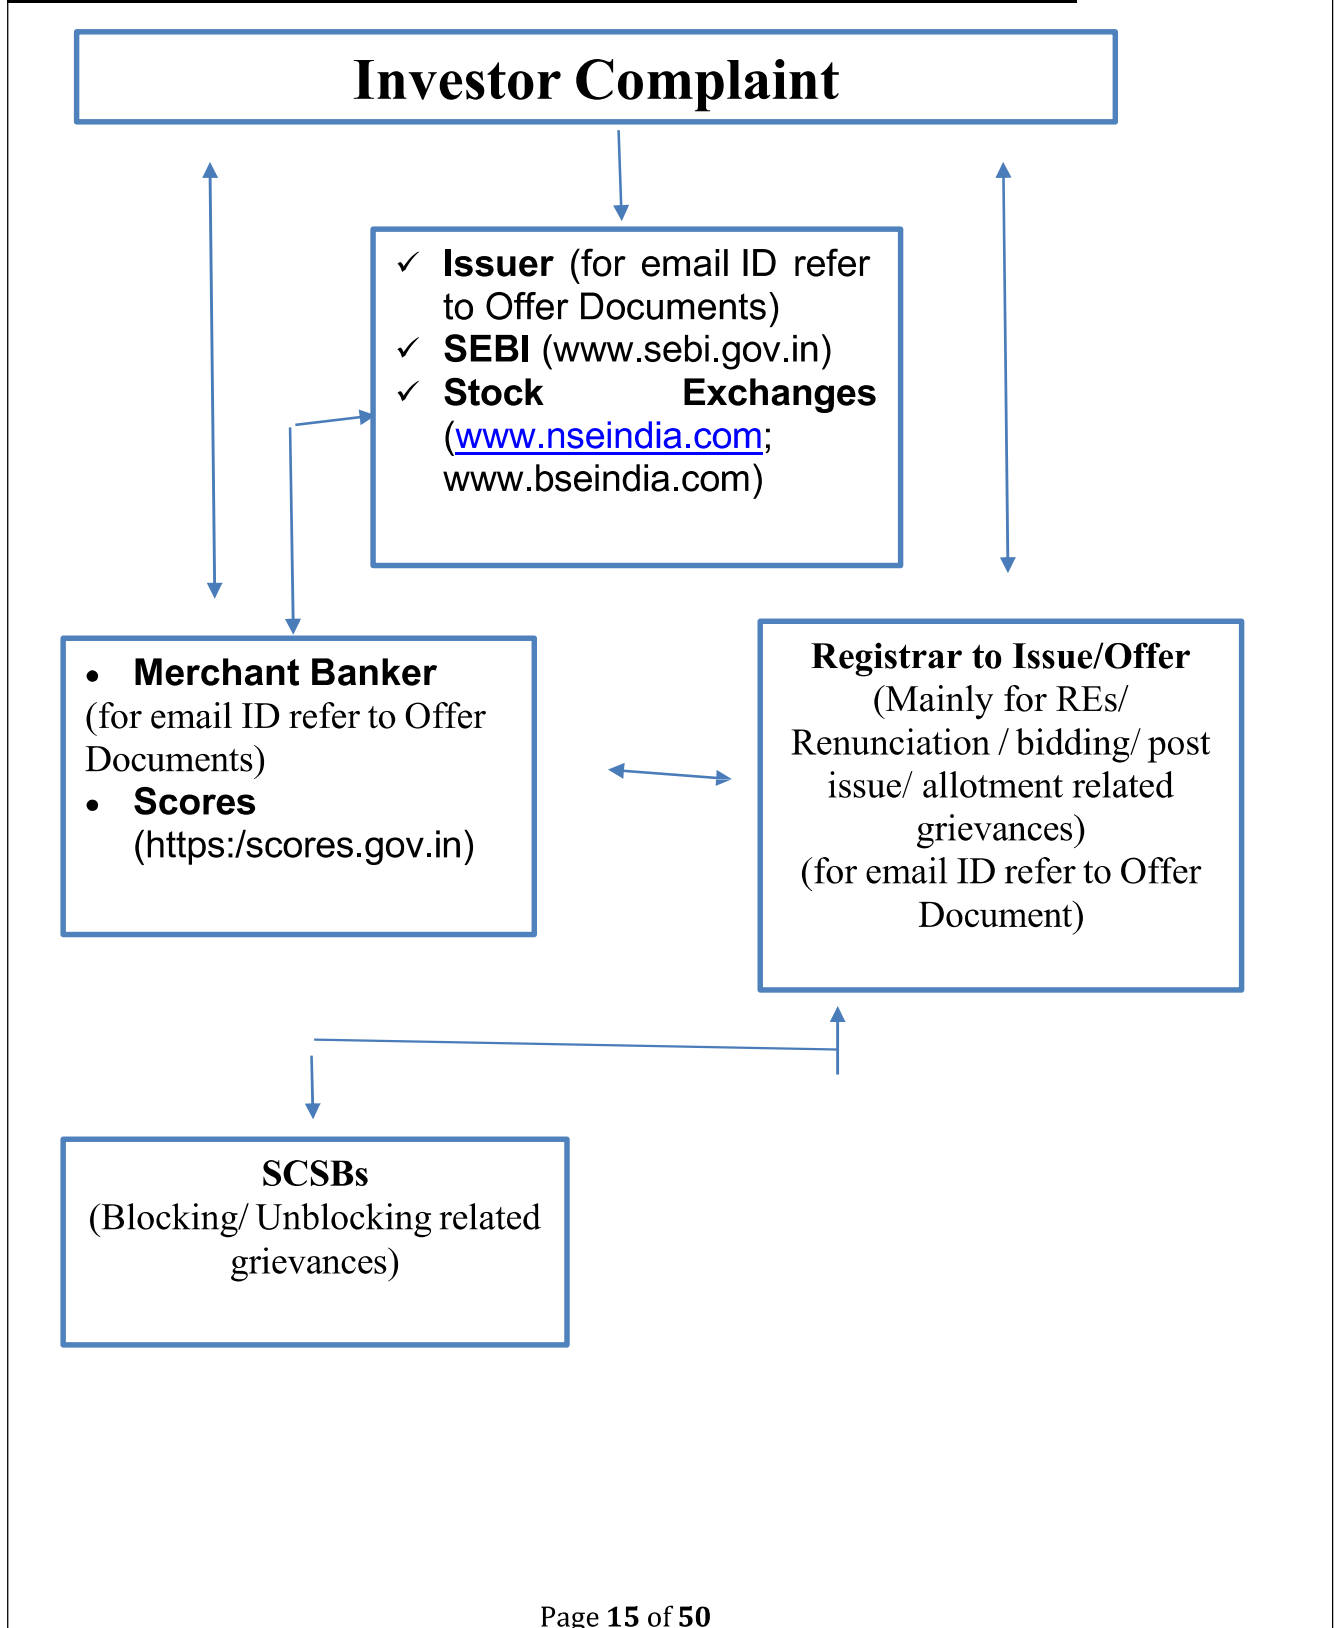 Investor Complaint
✓ Issuer (for email ID refer
to Offer Documents)
✓ SEBI (www.sebi.gov.in)
✓ Stock Exchanges
(www.nseindia.com;
www.bseindia.com)
• Merchant Banker
(for email ID refer to Offer
Documents)
• Scores
(https:/scores.gov.in)
Registrar to Issue/Offer
(Mainly for REs/
Renunciation / bidding/ post
issue/ allotment related
grievances)
(for email ID refer to Offer
Document)
SCSBs
(Blocking/ Unblocking related
grievances)
Page 15 of 50